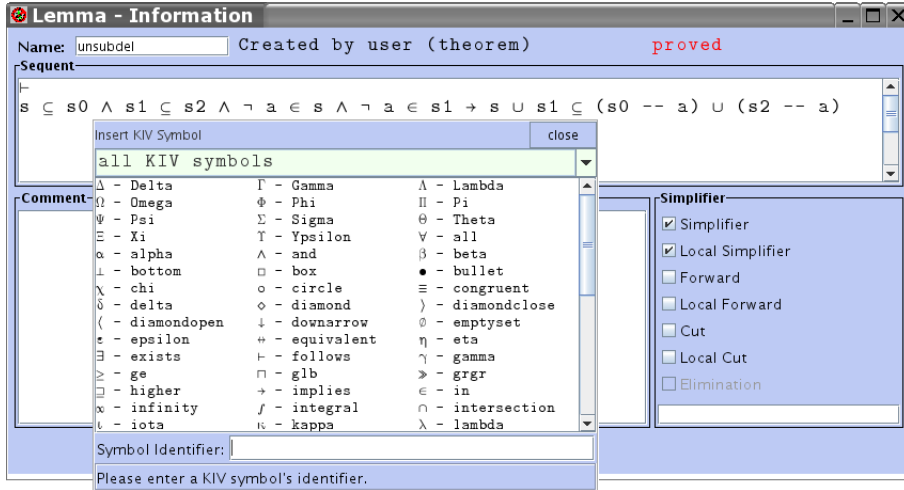 Lemma - Information
Name: unsubdel Created by user (theorem) proved
Sequent
⊢
s ⊆ s0 ∧ s1 ⊆ s2 ∧ ¬ a ∈ s ∧ ¬ a ∈ s1 → s ∪ s1 ⊆ (s0 -- a) ∪ (s2 -- a)
Insert KIV Symbol close
all KIV symbols
Δ - Delta Γ - Gamma Λ - Lambda
Ω - Omega Φ - Phi Π - Pi
Ψ - Psi Σ - Sigma Θ - Theta
Ξ - Xi ϒ - Ypsilon ∀ - all
α - alpha ∧ - and β - beta
⊥ - bottom □ - box ● - bullet
χ - chi ○ - circle ≡ - congruent
δ - delta ◇ - diamond 〉 - diamondclose
〈 - diamondopen ↓ - downarrow ∅ - emptyset
ε - epsilon ↔ - equivalent η - eta
∃ - exists ⊢ - follows γ - gamma
≥ - ge ⊓ - glb ≫ - grgr
⊒ - higher → - implies ∈ - in
∞ - infinity ∫ - integral ∩ - intersection
ι - iota κ - kappa λ - lambda
Symbol Identifier:
Please enter a KIV symbol's identifier.
Comment
Simplifier
Simplifier
Local Simplifier
Forward
Local Forward
Cut
Local Cut
Elimination